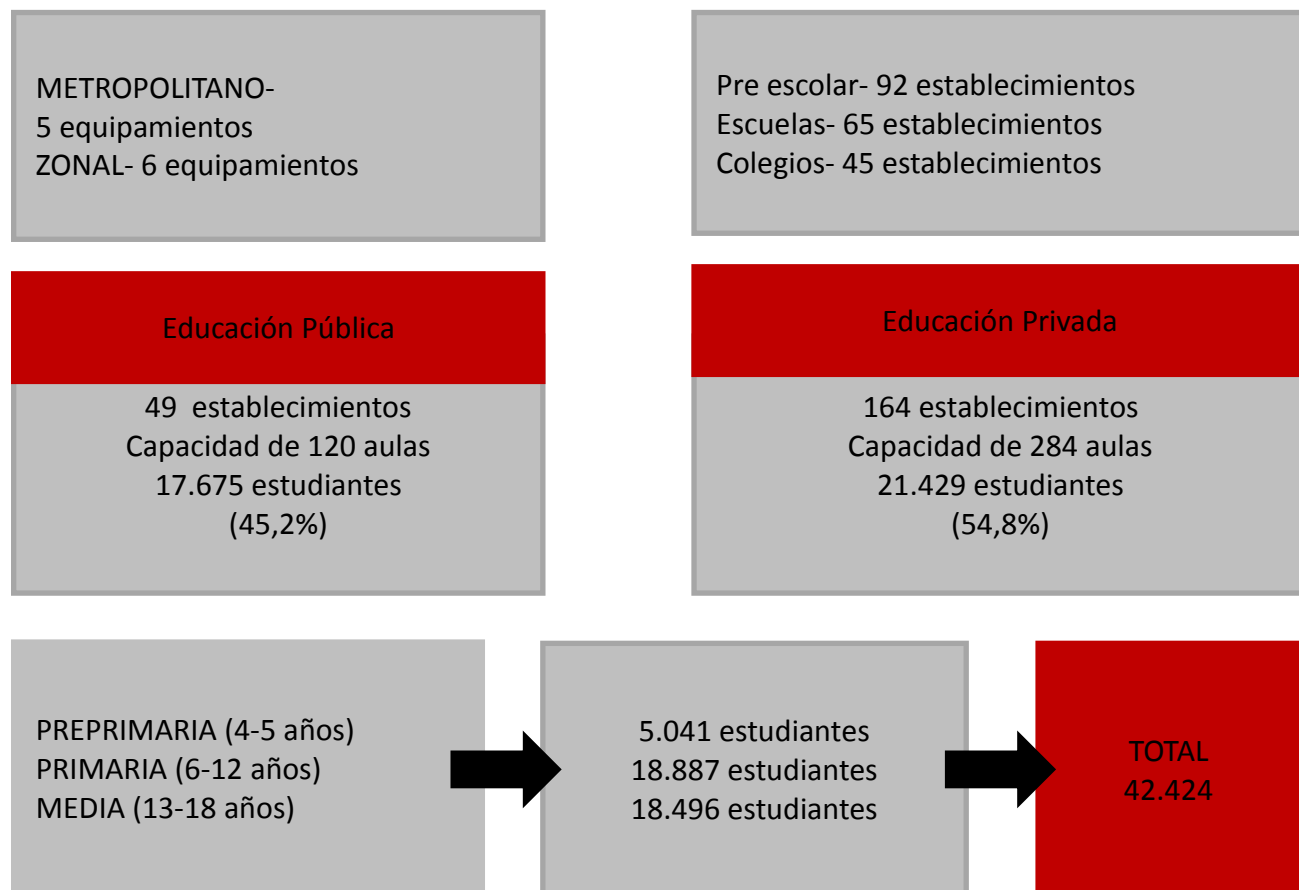 METROPOLITANO-
5 equipamientos
ZONAL- 6 equipamientos
Pre escolar- 92 establecimientos
Escuelas- 65 establecimientos
Colegios- 45 establecimientos
Educación Pública
49 establecimientos
Capacidad de 120 aulas
17.675 estudiantes
(45,2%)
Educación Privada
164 establecimientos
Capacidad de 284 aulas
21.429 estudiantes
(54,8%)
PREPRIMARIA (4-5 años)
PRIMARIA (6-12 años)
MEDIA (13-18 años)
5.041 estudiantes
18.887 estudiantes
18.496 estudiantes
TOTAL
42.424